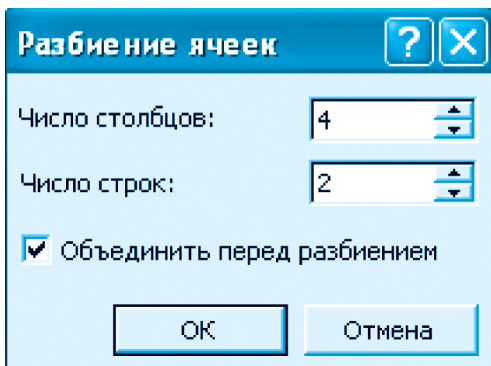 Разбиение ячеек
Число столбцов: 4
Число строк: 2
Объединить перед разбиением
ОК Отмена